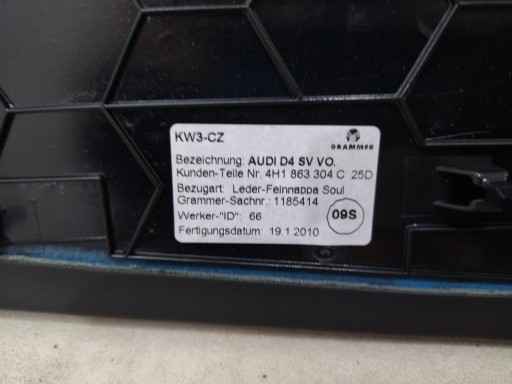 KW3-CZ
GRAMMER
Bezeichnung: AUDI D4 SV VO.
Kunden-Teile Nr. 4H1 863 304 C 25D
Bezugart: Leder-Feinnappa Soul
Grammer-Sachnr.: 1185414
Werker-"ID": 66
09S
Fertigungsdatum: 19.1.2010